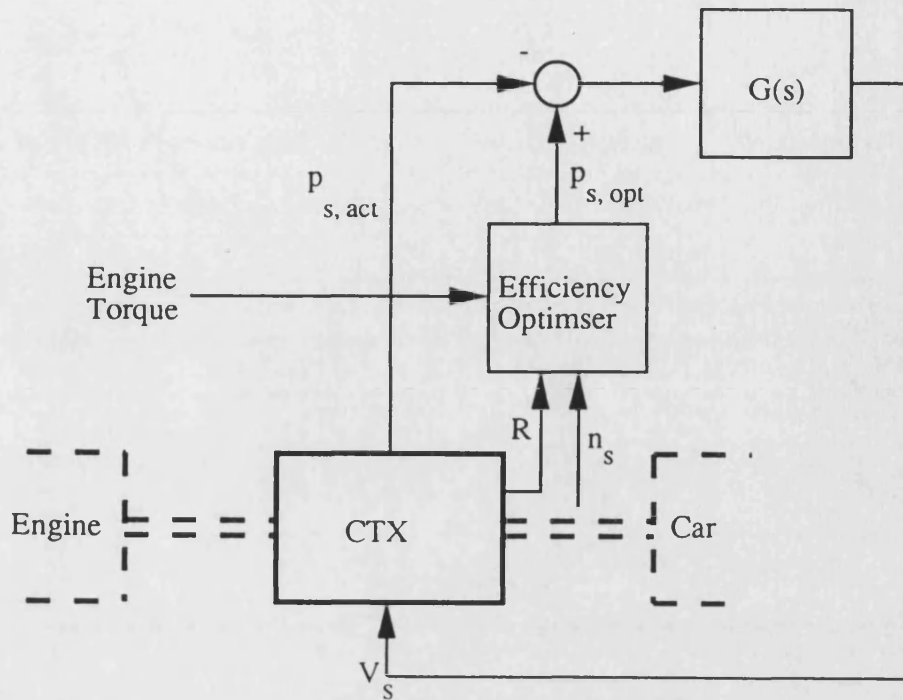 -
G(s)
+
p
s, act
p
s, opt
Engine
Torque
Efficiency
Optimser
R
n
s
Engine
CTX
Car
V
s